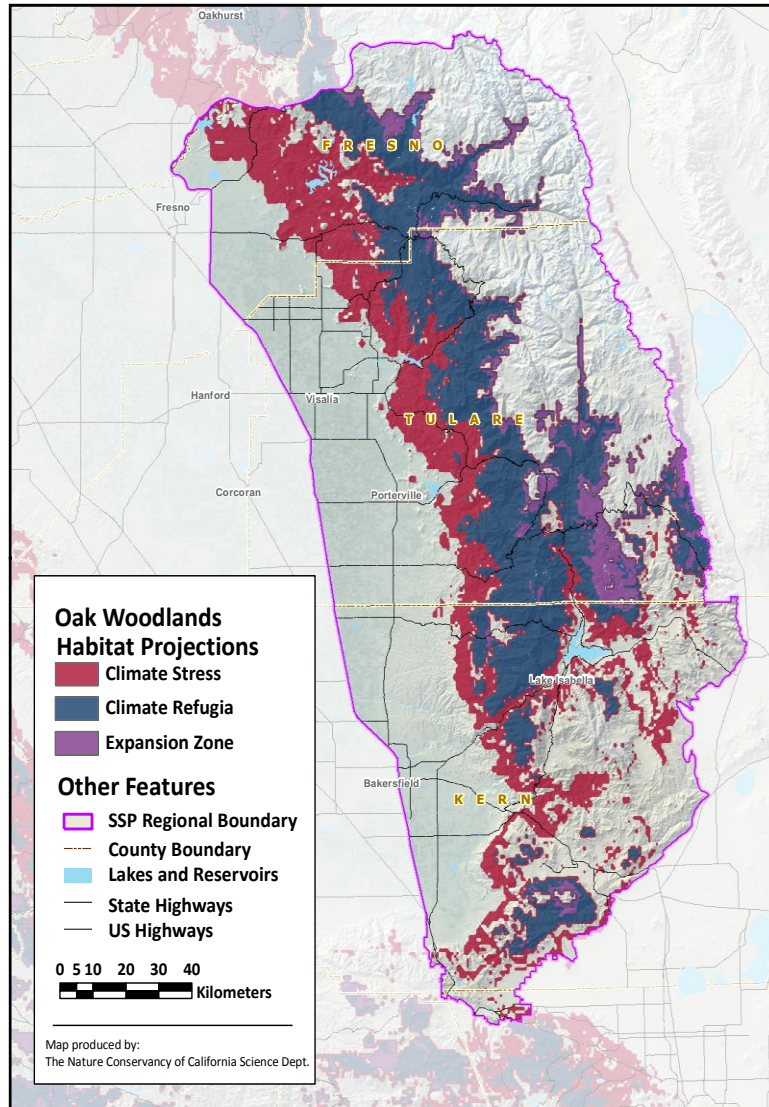 Oakhurst
F R E S N O
Fresno
Hanford
Visalia
T U L A R E
Corcoran
Porterville
Lake Isabella
Bakersfield
K E R N
Oak Woodlands
Habitat Projections
Climate Stress
Climate Refugia
Expansion Zone
Other Features
SSP Regional Boundary
County Boundary
Lakes and Reservoirs
State Highways
US Highways
0 5 10 20 30 40
Kilometers
Map produced by:
The Nature Conservancy of California Science Dept.